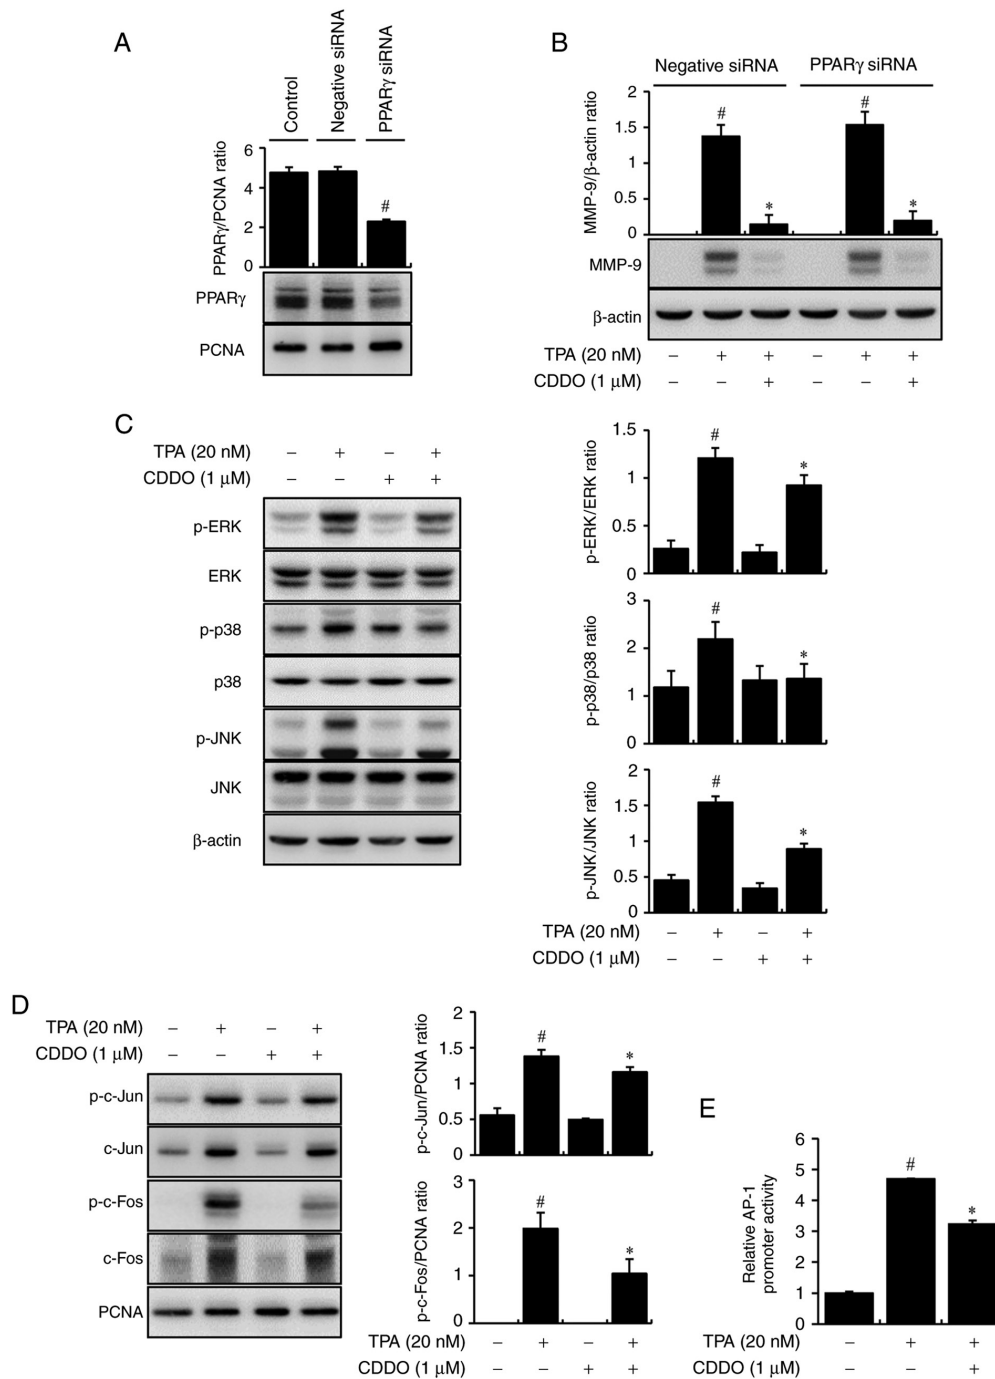 A
Control
Negative siRNA
PPARγ siRNA
PPARγ/PCNA ratio
6
4
2
0
#
PPARγ
PCNA
B
Negative siRNA PPARγ siRNA
MMP-9/β-actin ratio
2
1.5
1
0.5
0
# * # *
MMP-9
β-actin
TPA (20 nM) – + + – + +
CDDO (1 μM) – – + – – +
C
TPA (20 nM) – + – +
CDDO (1 μM) – – + +
p-ERK
ERK
p-p38
p38
p-JNK
JNK
β-actin
p-ERK/ERK ratio
1.5
1
0.5
0
# *
p-p38/p38 ratio
3
2
1
0
# *
p-JNK/JNK ratio
2
1.5
1
0.5
0
# *
TPA (20 nM) – + – +
CDDO (1 μM) – – + +
D
TPA (20 nM) – + – +
CDDO (1 μM) – – + +
p-c-Jun
c-Jun
p-c-Fos
c-Fos
PCNA
p-c-Jun/PCNA ratio
2
1.5
1
0.5
0
# *
p-c-Fos/PCNA ratio
3
2
1
0
# *
TPA (20 nM) – + – +
CDDO (1 μM) – – + +
E
Relative AP-1
promoter activity
6
5
4
3
2
1
0
# *
TPA (20 nM) – + +
CDDO (1 μM) – – +